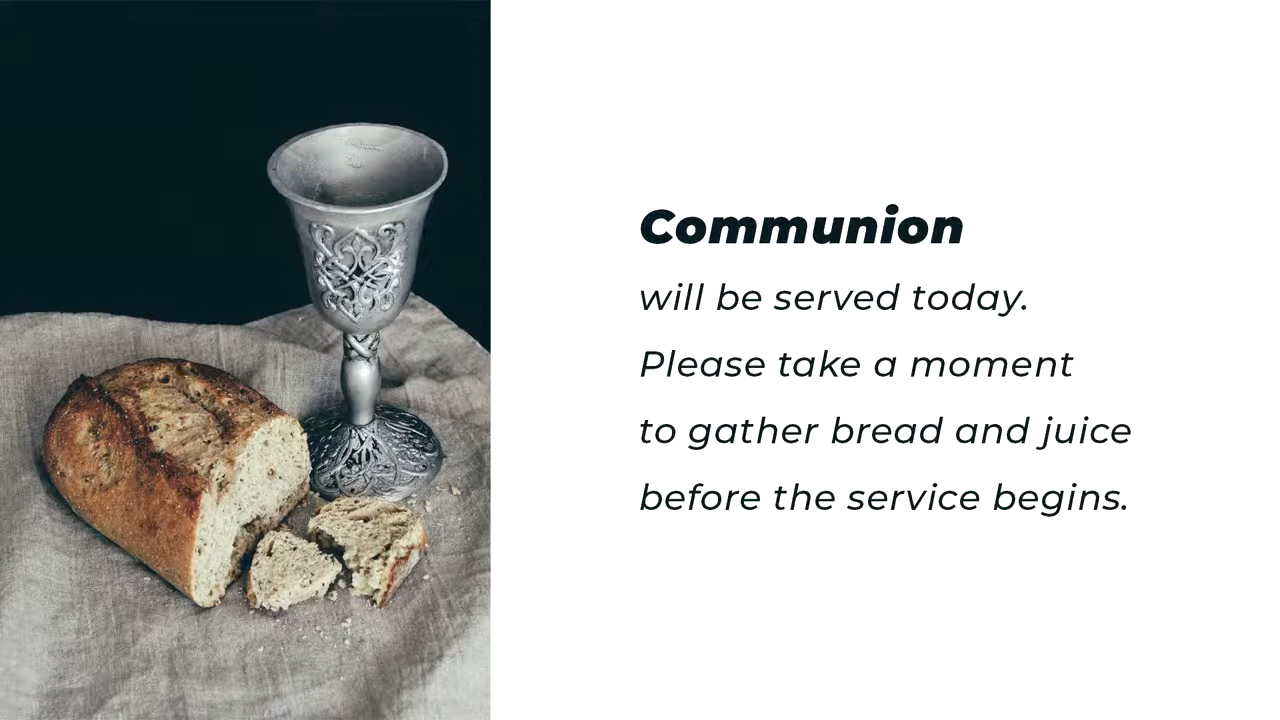 Communion
will be served today.
Please take a moment
to gather bread and juice
before the service begins.